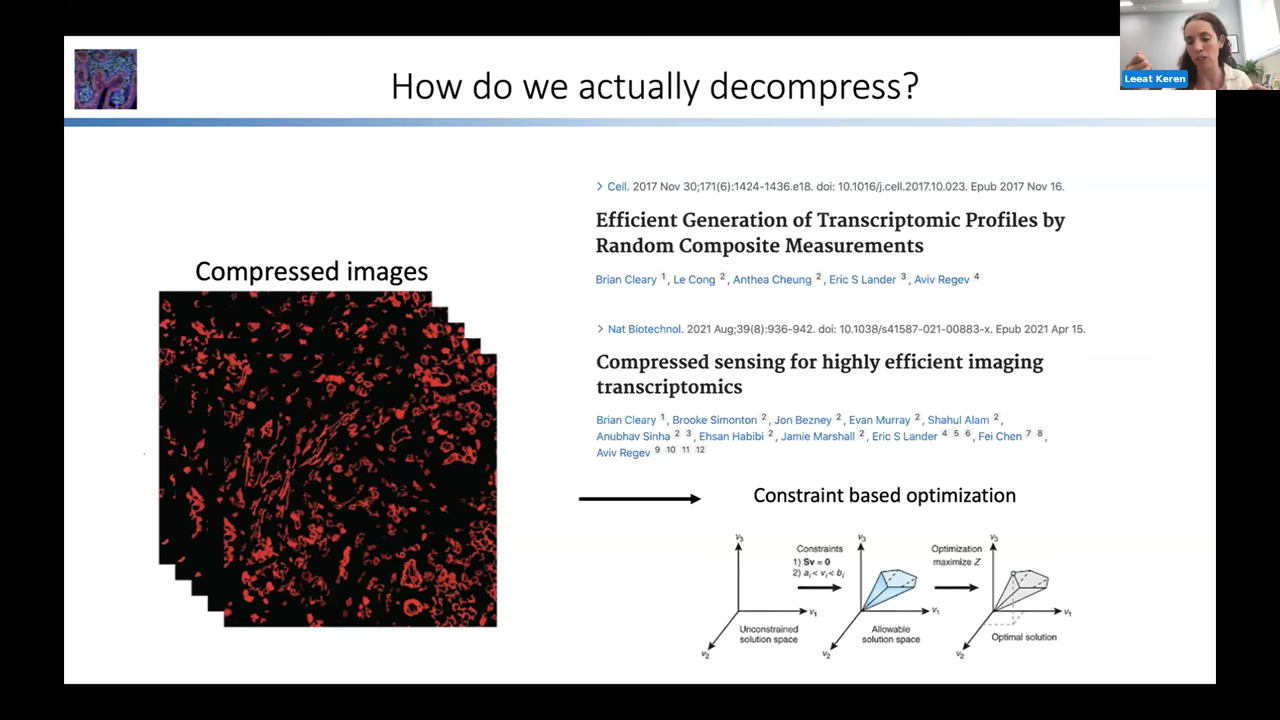 Leeat Keren
How do we actually decompress?
> Cell. 2017 Nov 30;171(6):1424-1436.e18. doi: 10.1016/j.cell.2017.10.023. Epub 2017 Nov 16.
Efficient Generation of Transcriptomic Profiles by
Random Composite Measurements
Brian Cleary 1, Le Cong 2, Anthea Cheung 2, Eric S Lander 3, Aviv Regev 4
Compressed images
> Nat Biotechnol. 2021 Aug;39(8):936-942. doi: 10.1038/s41587-021-00883-x. Epub 2021 Apr 15.
Compressed sensing for highly efficient imaging
transcriptomics
Brian Cleary 1, Brooke Simonton 2, Jon Bezney 2, Evan Murray 2, Shahul Alam 2,
Anubhav Sinha 2 3, Ehsan Habibi 2, Jamie Marshall 2, Eric S Lander 4 5 6, Fei Chen 7 8,
Aviv Regev 9 10 11 12
Constraint based optimization
v3
v1
v2
Unconstrained
solution space
Constraints
1) Sv = 0
2) ai < vi < bi
v3
v1
v2
Allowable
solution space
Optimization
maximize Z
v3
v1
v2
Optimal solution